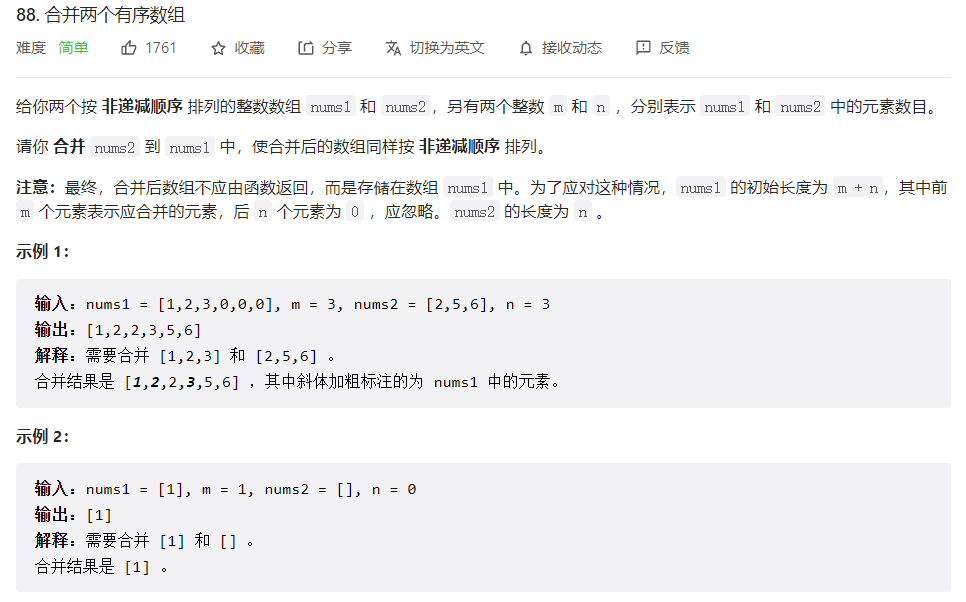 88. 合并两个有序数组
难度 简单 1761 收藏 分享 切换为英文 接收动态 反馈
给你两个按 非递减顺序 排列的整数数组 nums1 和 nums2，另有两个整数 m 和 n ，分别表示 nums1 和 nums2 中的元素数目。
请你 合并 nums2 到 nums1 中，使合并后的数组同样按 非递减顺序 排列。
注意：最终，合并后数组不应由函数返回，而是存储在数组 nums1 中。为了应对这种情况，nums1 的初始长度为 m + n，其中前
m 个元素表示应合并的元素，后 n 个元素为 0 ，应忽略。nums2 的长度为 n 。
示例 1：
输入：nums1 = [1,2,3,0,0,0], m = 3, nums2 = [2,5,6], n = 3
输出：[1,2,2,3,5,6]
解释：需要合并 [1,2,3] 和 [2,5,6] 。
合并结果是 [1,2,2,3,5,6] ，其中斜体加粗标注的为 nums1 中的元素。
示例 2：
输入：nums1 = [1], m = 1, nums2 = [], n = 0
输出：[1]
解释：需要合并 [1] 和 [] 。
合并结果是 [1] 。